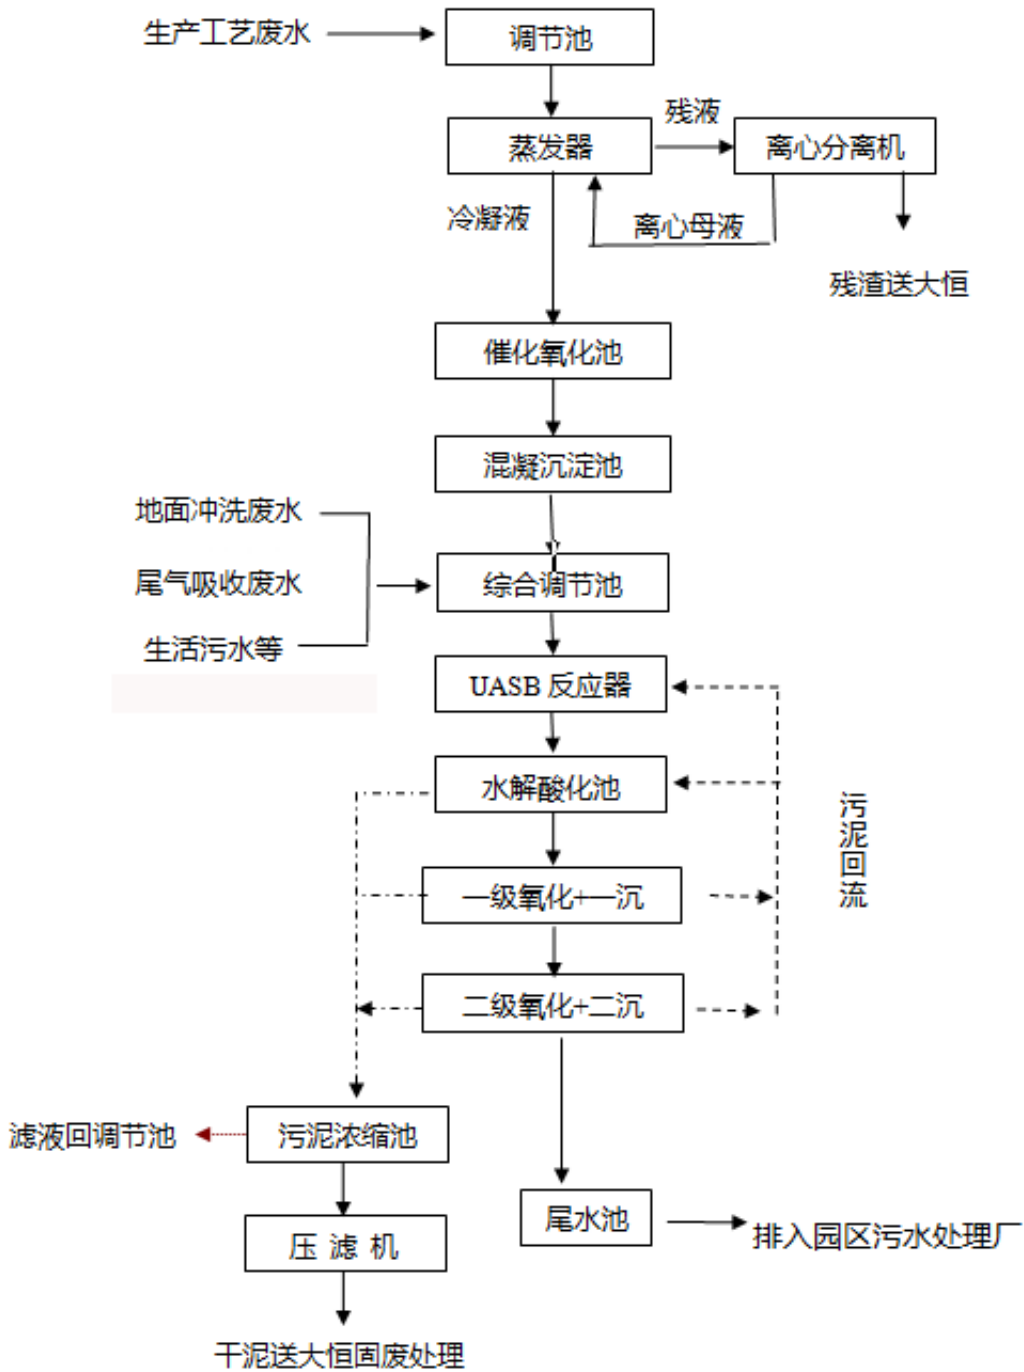 生产工艺废水
调节池
残液
蒸发器
离心分离机
冷凝液
离心母液
残渣送大恒
催化氧化池
混凝沉淀池
地面冲洗废水
尾气吸收废水
综合调节池
生活污水等
UASB 反应器
水解酸化池
污泥回流
一级氧化+一沉
二级氧化+二沉
滤液回调节池
污泥浓缩池
尾水池
排入园区污水处理厂
压 滤 机
干泥送大恒固废处理